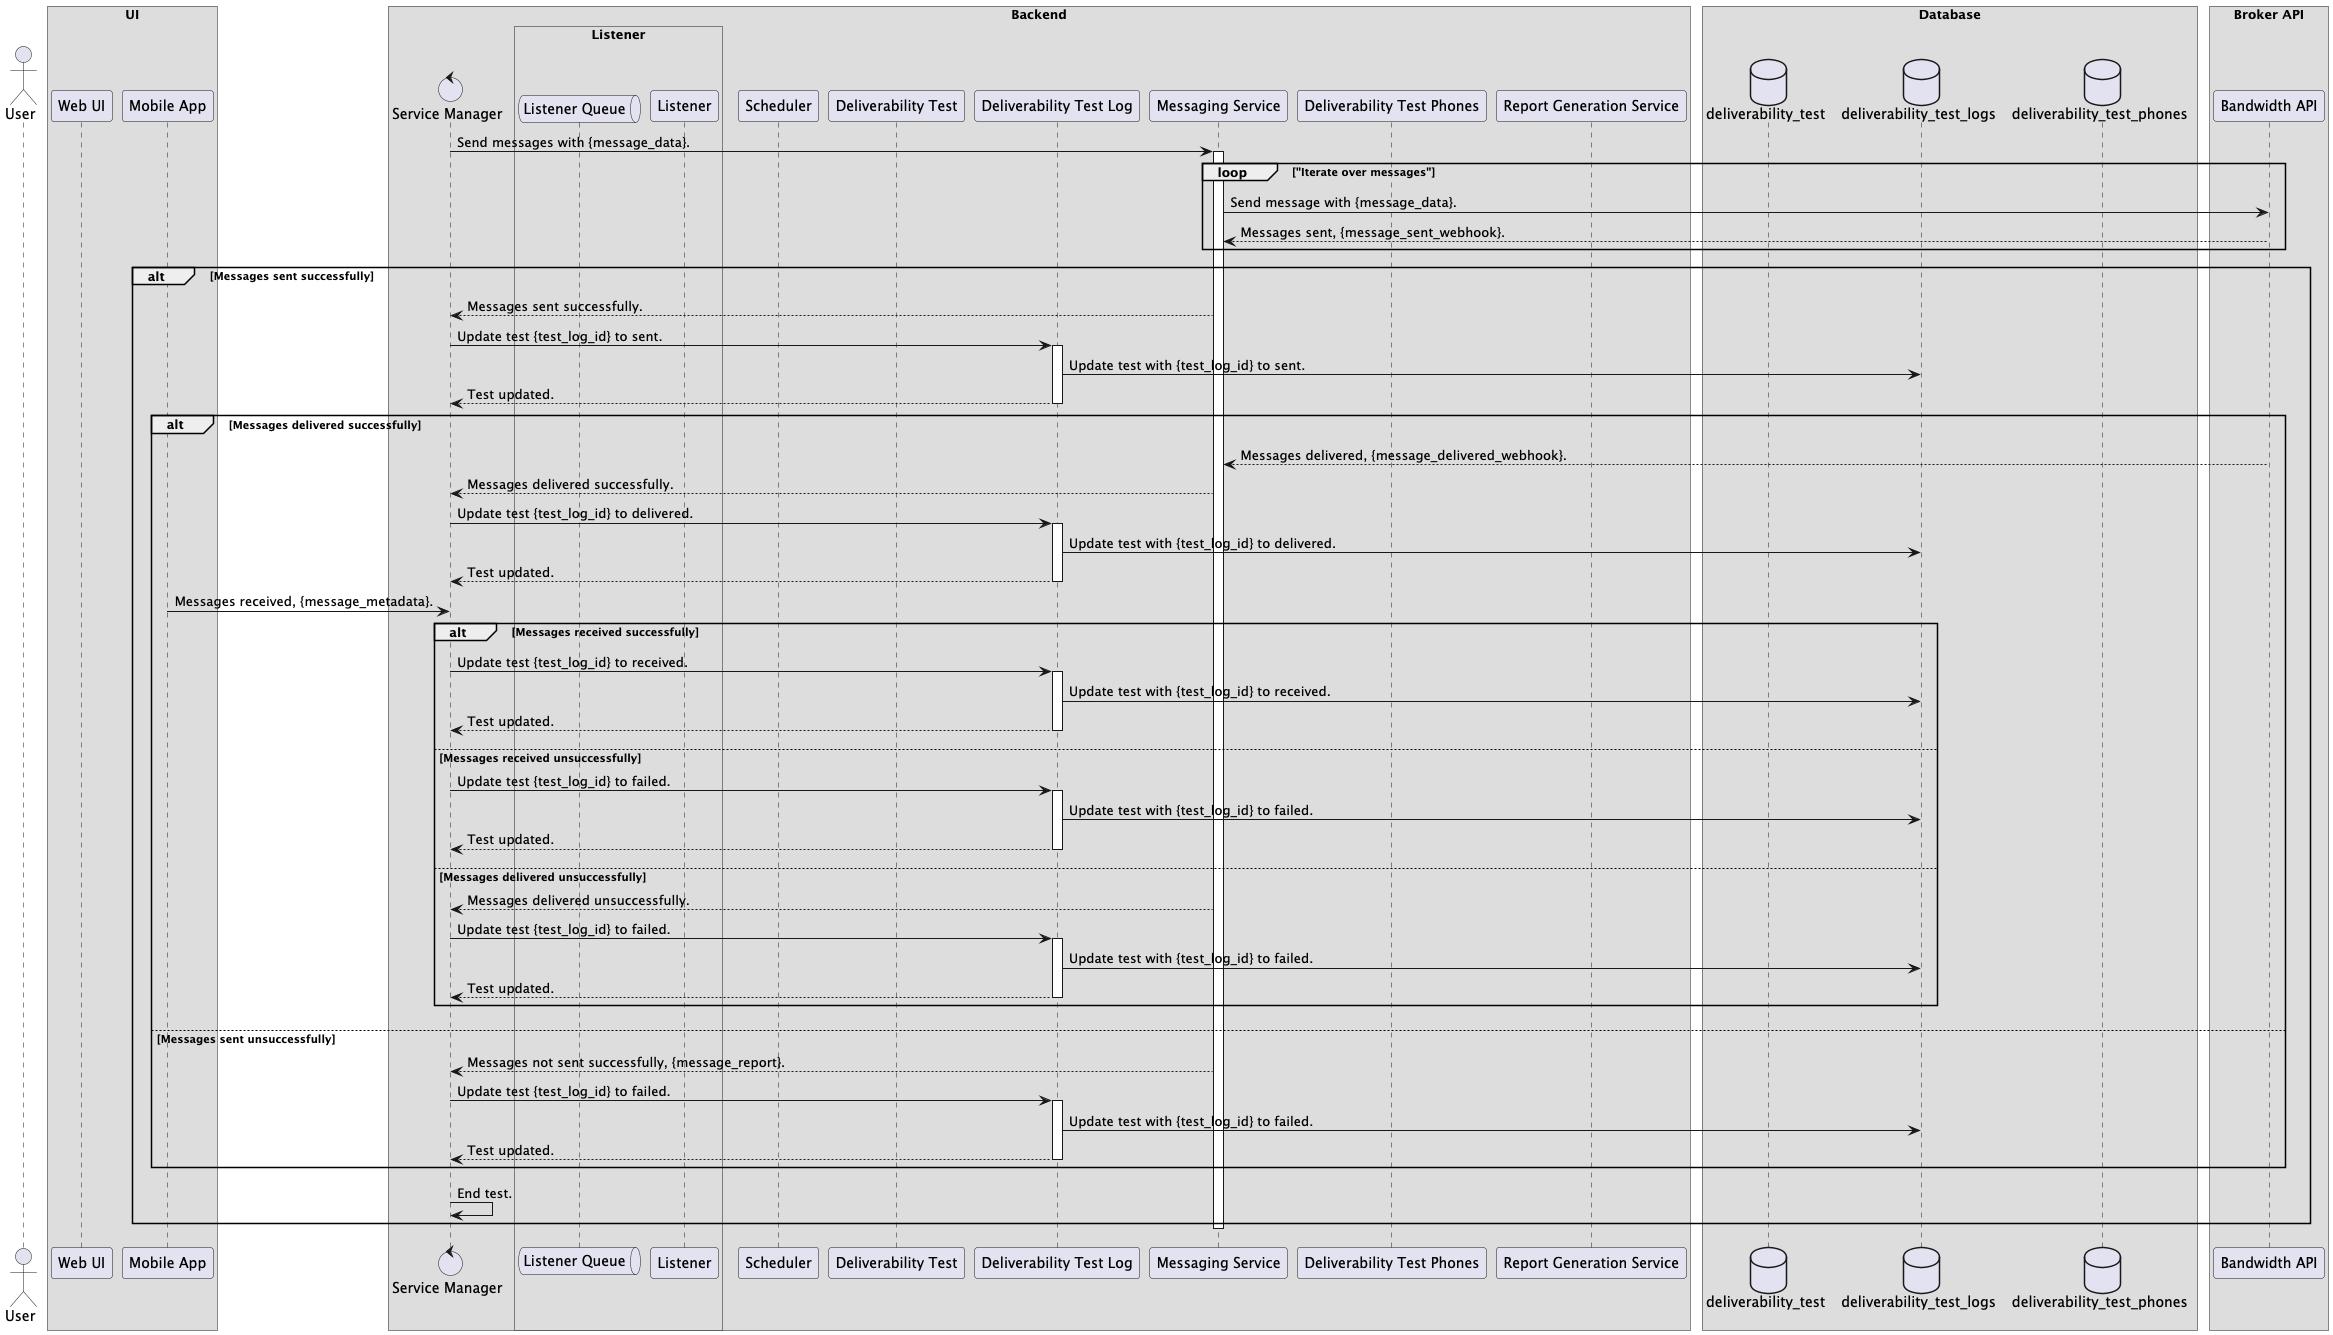 UI
Backend
Database
Broker API
Listener
User
Web UI
Mobile App
Service Manager
Listener Queue
Listener
Scheduler
Deliverability Test
Deliverability Test Log
Messaging Service
Deliverability Test Phones
Report Generation Service
deliverability_test
deliverability_test_logs
deliverability_test_phones
Bandwidth API
Send messages with {message_data}.
loop
["Iterate over messages"]
Send message with {message_data}.
Messages sent, {message_sent_webhook}.
alt
[Messages sent successfully]
Messages sent successfully.
Update test {test_log_id} to sent.
Update test with {test_log_id} to sent.
Test updated.
alt
[Messages delivered successfully]
Messages delivered, {message_delivered_webhook}.
Messages delivered successfully.
Update test {test_log_id} to delivered.
Update test with {test_log_id} to delivered.
Test updated.
Messages received, {message_metadata}.
alt
[Messages received successfully]
Update test {test_log_id} to received.
Update test with {test_log_id} to received.
Test updated.
[Messages received unsuccessfully]
Update test {test_log_id} to failed.
Update test with {test_log_id} to failed.
Test updated.
[Messages delivered unsuccessfully]
Messages delivered unsuccessfully.
Update test {test_log_id} to failed.
Update test with {test_log_id} to failed.
Test updated.
[Messages sent unsuccessfully]
Messages not sent successfully, {message_report}.
Update test {test_log_id} to failed.
Update test with {test_log_id} to failed.
Test updated.
End test.
User
Web UI
Mobile App
Service Manager
Listener Queue
Listener
Scheduler
Deliverability Test
Deliverability Test Log
Messaging Service
Deliverability Test Phones
Report Generation Service
deliverability_test
deliverability_test_logs
deliverability_test_phones
Bandwidth API